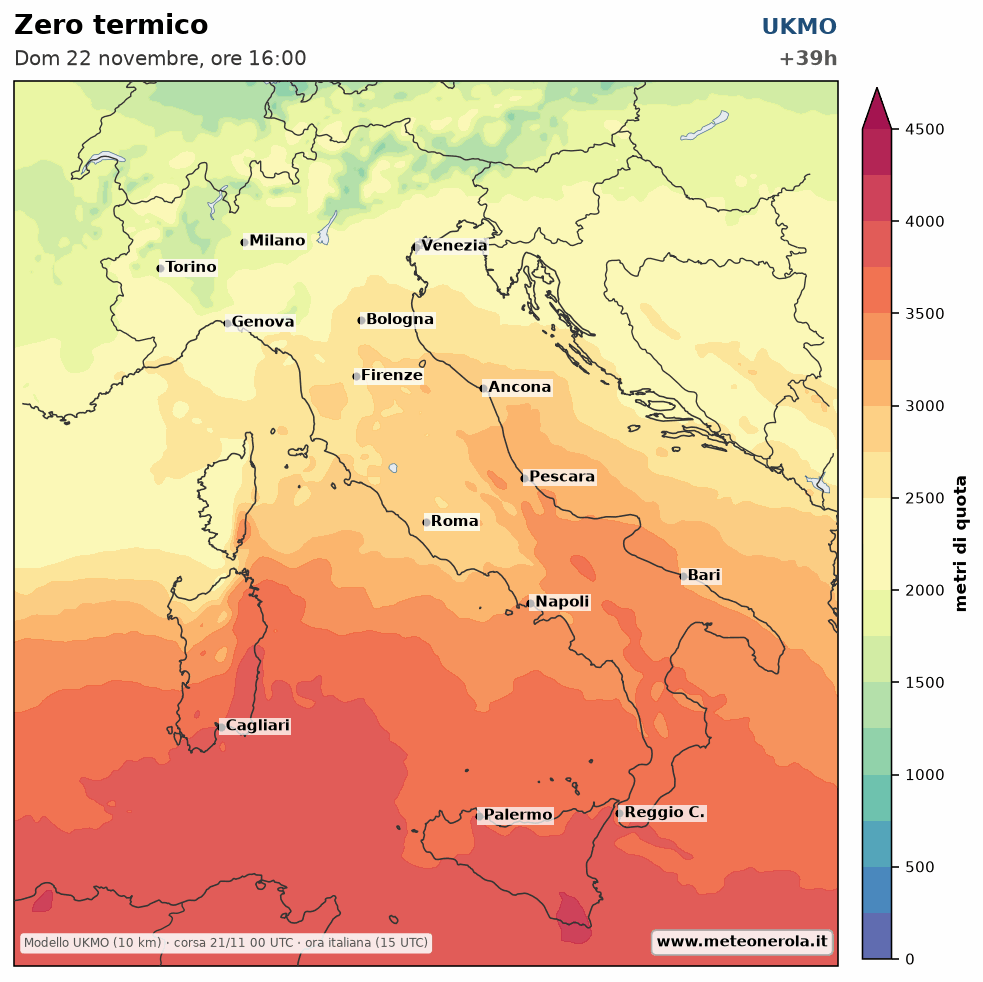 Zero termico
UKMO
Dom 22 novembre, ore 16:00
+39h
Milano
Venezia
Torino
Genova
Bologna
Firenze
Ancona
Pescara
Roma
Bari
Napoli
Cagliari
Palermo
Reggio C.
4500
4000
3500
3000
2500
2000
1500
1000
500
0
metri di quota
Modello UKMO (10 km) · corsa 21/11 00 UTC · ora italiana (15 UTC)
www.meteonerola.it